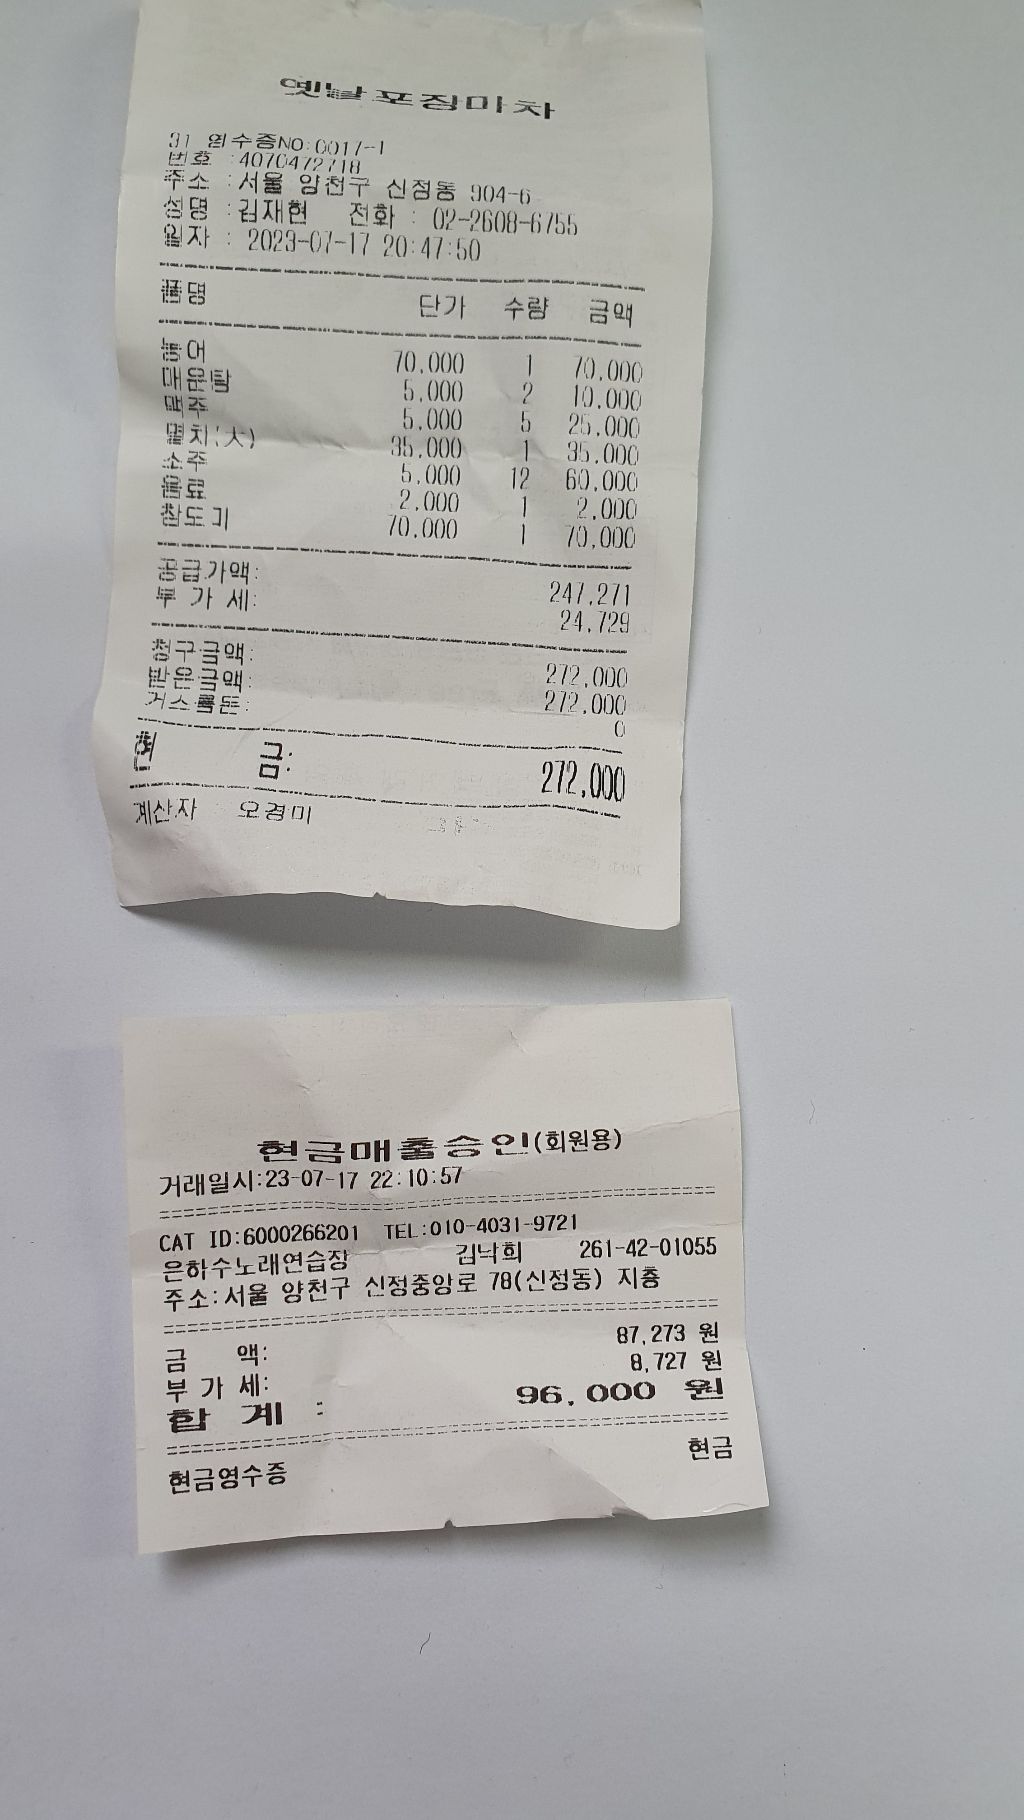 옛날포장마차
31 영수증NO:0017-1
번호 :4070472718
주소 :서울 양천구 신정동 904-6
성명 :김재현 전화 : 02-2608-6755
일자 : 2023-07-17 20:47:50
품명 단가 수량 금액
농어 70,000 1 70,000
매운탕 5,000 2 10,000
맥주 5,000 5 25,000
멸치(大) 35,000 1 35,000
소주 5,000 12 60,000
음료 2,000 1 2,000
참도미 70,000 1 70,000
공급가액: 247,271
부 가 세: 24,729
청구금액: 272,000
받은금액: 272,000
거스름돈: 0
현 금: 272,000
계산자 오경미
현금매출승인(회원용)
거래일시:23-07-17 22:10:57
CAT ID:6000266201 TEL:010-4031-9721
은하수노래연습장 김낙희 261-42-01055
주소:서울 양천구 신정중앙로 78(신정동) 지층
금 액: 87,273 원
부 가 세: 8,727 원
합 계 : 96,000 원
현금영수증 현금